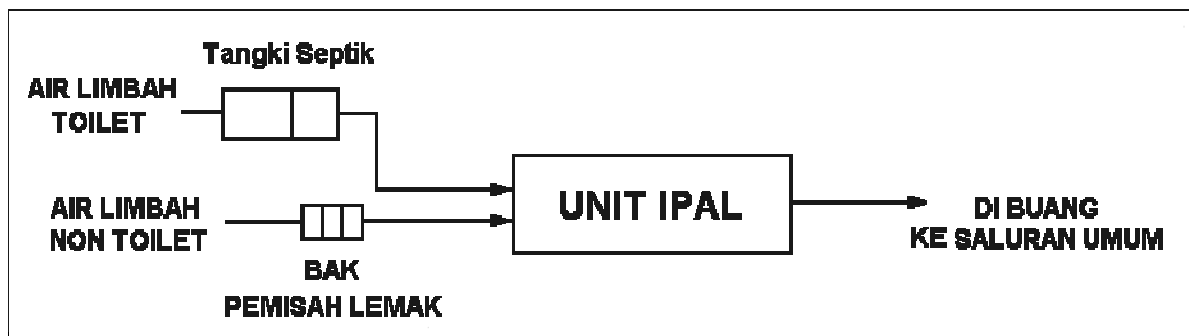 Tangki Septik
AIR LIMBAH
TOILET
AIR LIMBAH
NON TOILET
BAK
PEMISAH LEMAK
UNIT IPAL
DI BUANG
KE SALURAN UMUM